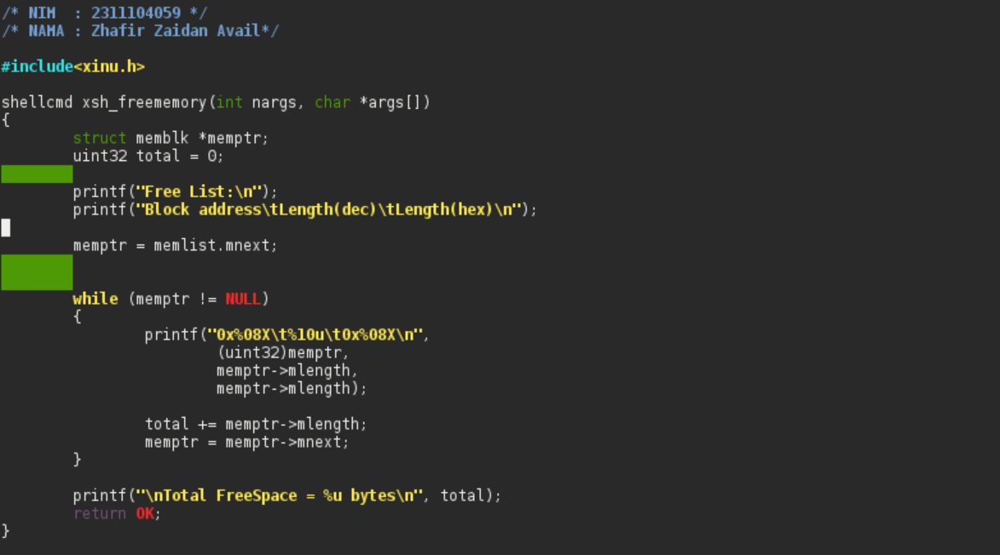 /* NIM  : 2311104059 */
/* NAMA : Zhafir Zaidan Avail*/
#include<xinu.h>
shellcmd xsh_freememory(int nargs, char *args[])
{
        struct memblk *memptr;
        uint32 total = 0;
        printf("Free List:\n");
        printf("Block address\tLength(dec)\tLength(hex)\n");
        memptr = memlist.mnext;
        while (memptr != NULL)
        {
                printf("0x%08X\t%10u\t0x%08X\n",
                        (uint32)memptr,
                        memptr->mlength,
                        memptr->mlength);
                total += memptr->mlength;
                memptr = memptr->mnext;
        }
        printf("\nTotal FreeSpace = %u bytes\n", total);
        return OK;
}